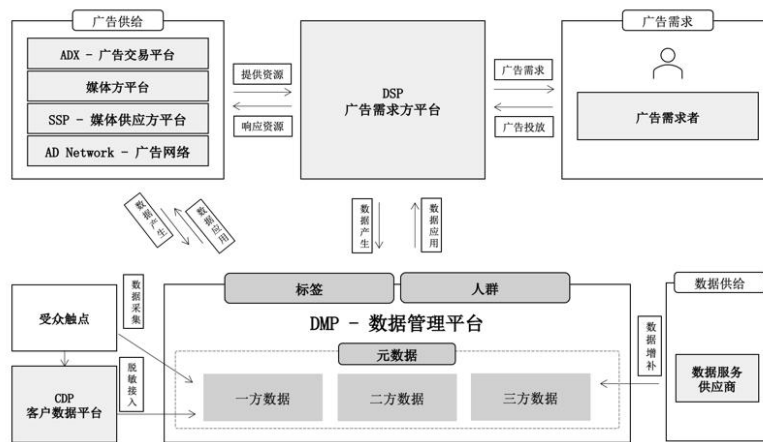 广告供给
ADX - 广告交易平台
媒体方平台
SSP - 媒体供应方平台
AD Network - 广告网络
提供资源
响应资源
DSP
广告需求方平台
广告需求
广告投放
广告需求
广告需求者
数据产生
数据应用
数据产生
数据应用
标签
人群
DMP - 数据管理平台
元数据
一方数据
二方数据
三方数据
受众触点
数据采集
CDP
客户数据平台
脱敏接入
数据增补
数据供给
数据服务
供应商